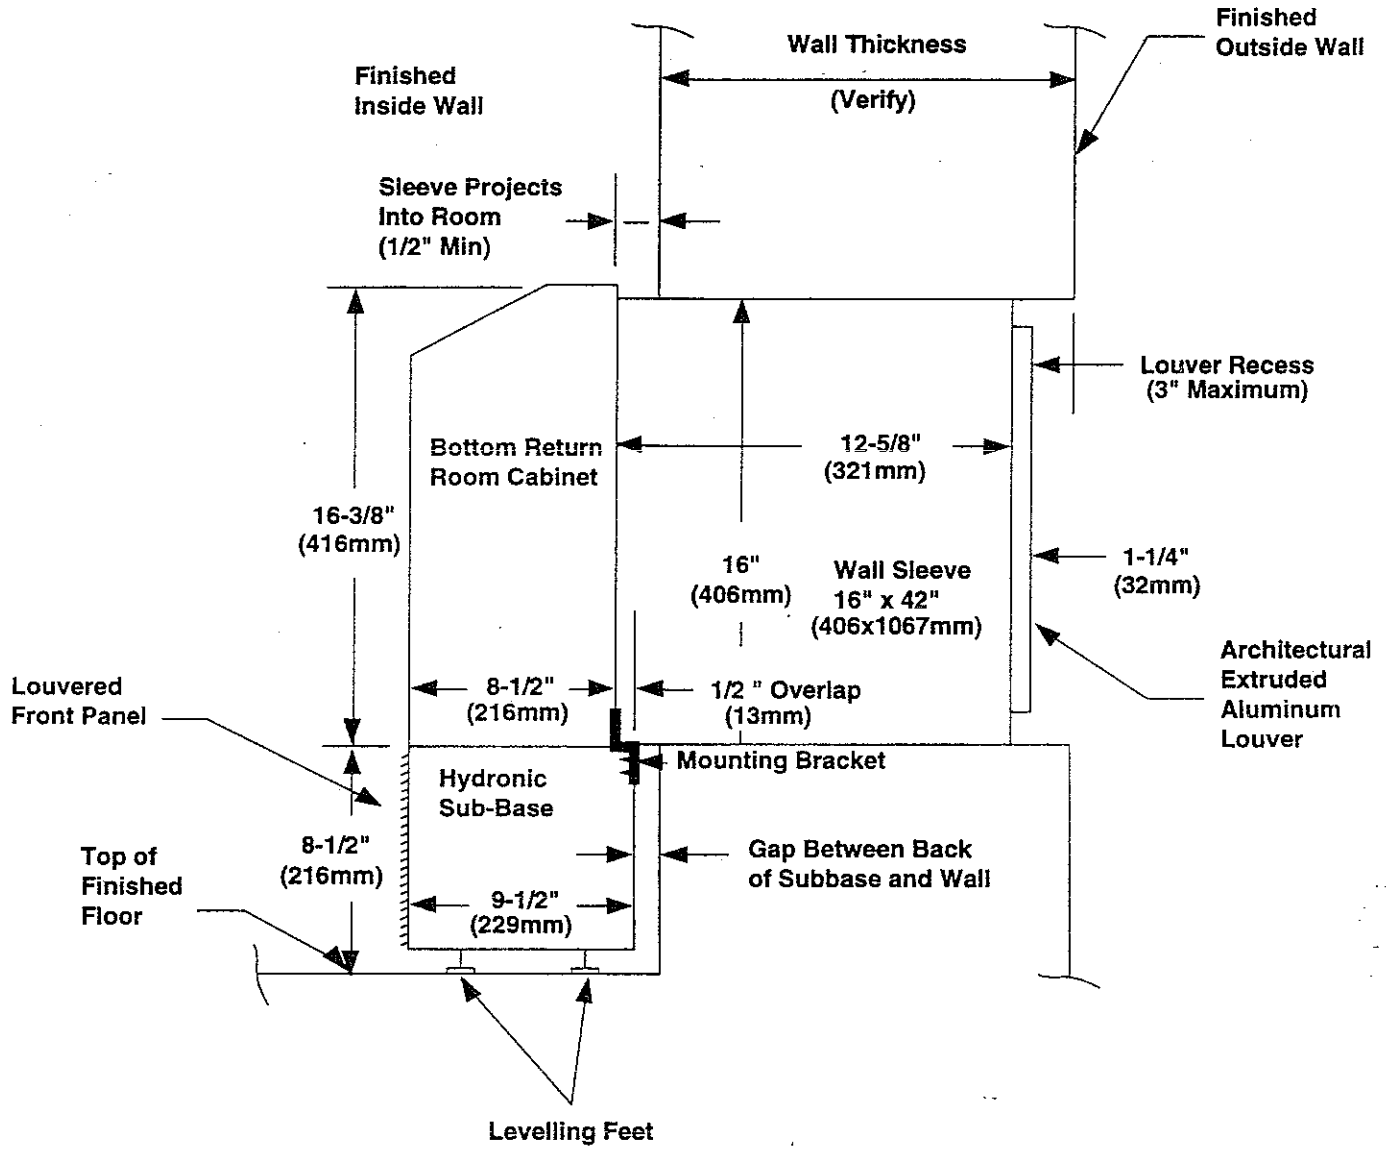 Finished
Outside Wall
Wall Thickness
(Verify)
Finished
Inside Wall
Sleeve Projects
Into Room
(1/2" Min)
Louver Recess
(3" Maximum)
Bottom Return
Room Cabinet
12-5/8"
(321mm)
16-3/8"
(416mm)
16"
(406mm)
Wall Sleeve
16" x 42"
(406x1067mm)
1-1/4"
(32mm)
Architectural
Extruded
Aluminum
Louver
Louvered
Front Panel
8-1/2"
(216mm)
1/2 " Overlap
(13mm)
Mounting Bracket
Hydronic
Sub-Base
8-1/2"
(216mm)
Gap Between Back
of Subbase and Wall
Top of
Finished
Floor
9-1/2"
(229mm)
Levelling Feet